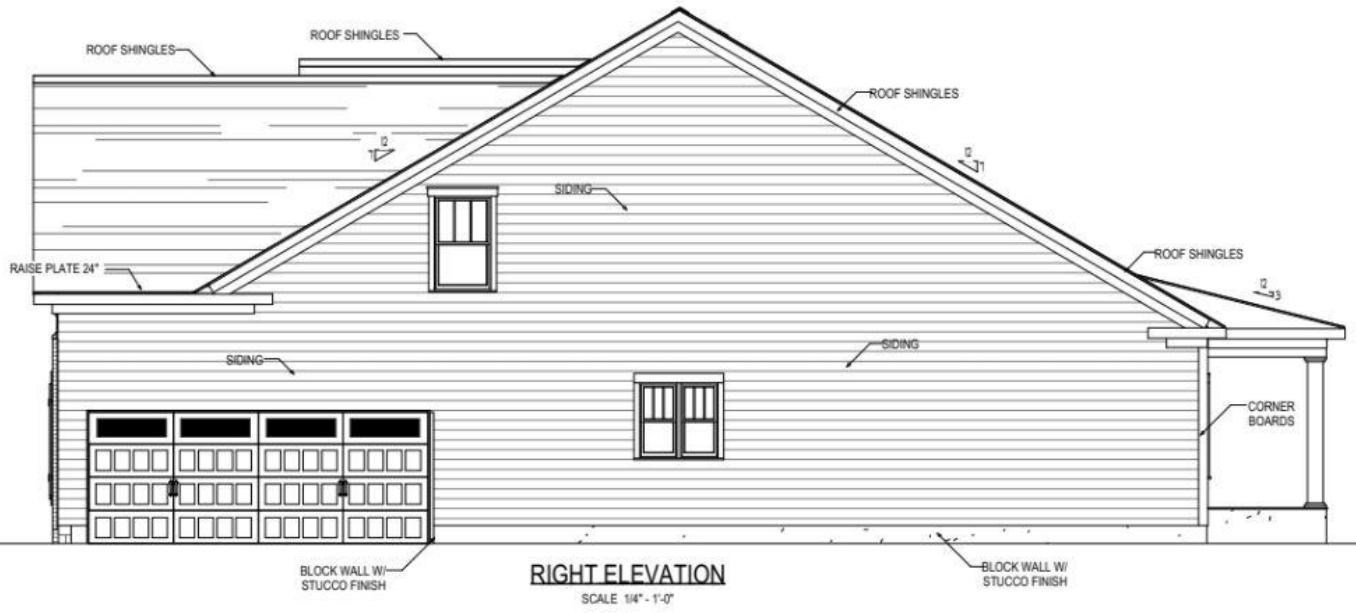 ROOF SHINGLES
ROOF SHINGLES
ROOF SHINGLES
12
7
12
7
SIDING
ROOF SHINGLES
RAISE PLATE 24"
12
3
SIDING
SIDING
CORNER
BOARDS
BLOCK WALL W/
STUCCO FINISH
BLOCK WALL W/
STUCCO FINISH
RIGHT ELEVATION
SCALE 1/4" - 1'-0"